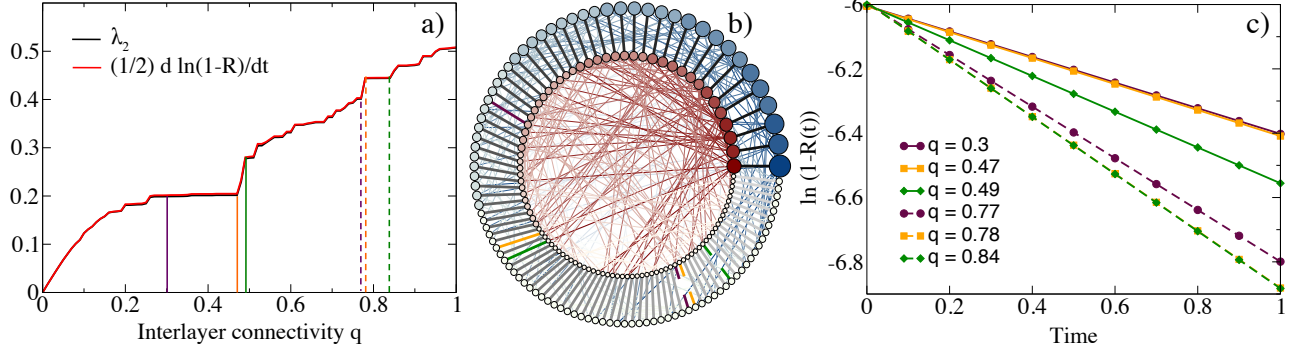 a)
λ₂
(1/2) d ln(1-R)/dt
0.5
0.4
0.3
0.2
0.1
0
0 0.2 0.4 0.6 0.8 1
Interlayer connectivity q
b)
c)
-6
-6.2
-6.4
-6.6
-6.8
ln (1-R(t))
q = 0.3
q = 0.47
q = 0.49
q = 0.77
q = 0.78
q = 0.84
0 0.2 0.4 0.6 0.8 1
Time